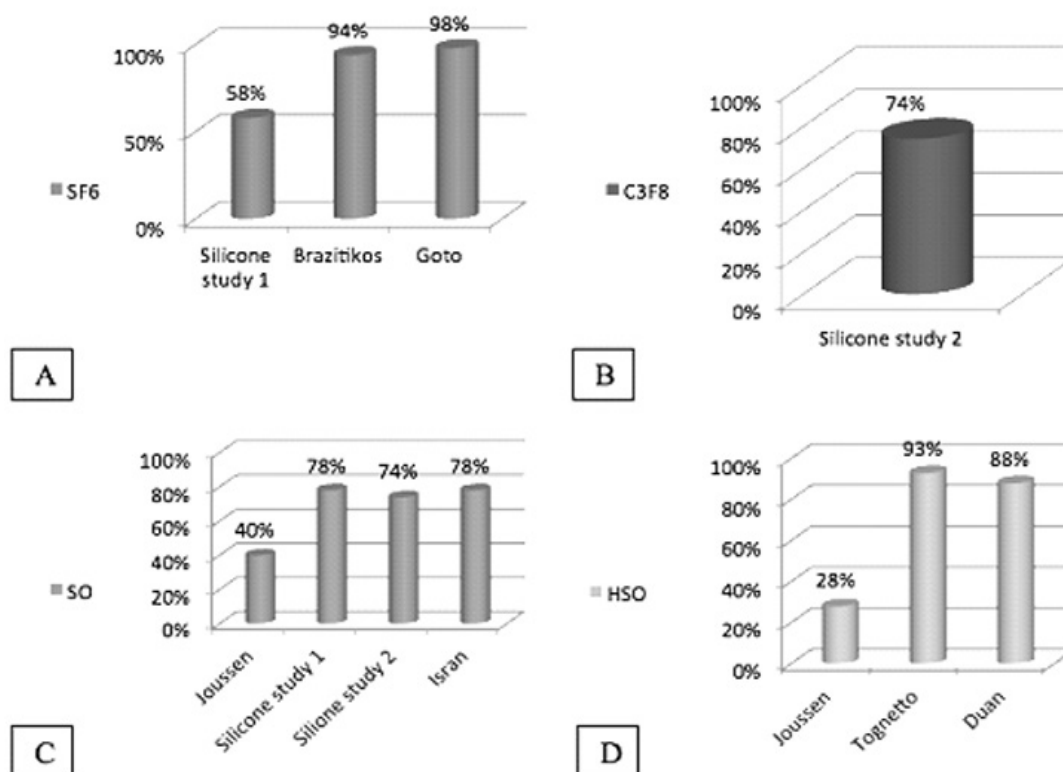 98%
94%
100%
58%
50%
SF6
0%
Silicone
study 1
Brazitikos
Goto
A
74%
100%
80%
60%
C3F8
40%
20%
0%
Silicone study 2
B
78%
74%
78%
100%
80%
40%
60%
SO
40%
20%
0%
Joussen
Silicone study 1
Silione study 2
Isran
C
93%
88%
100%
80%
28%
60%
HSO
40%
20%
0%
Joussen
Tognetto
Duan
D